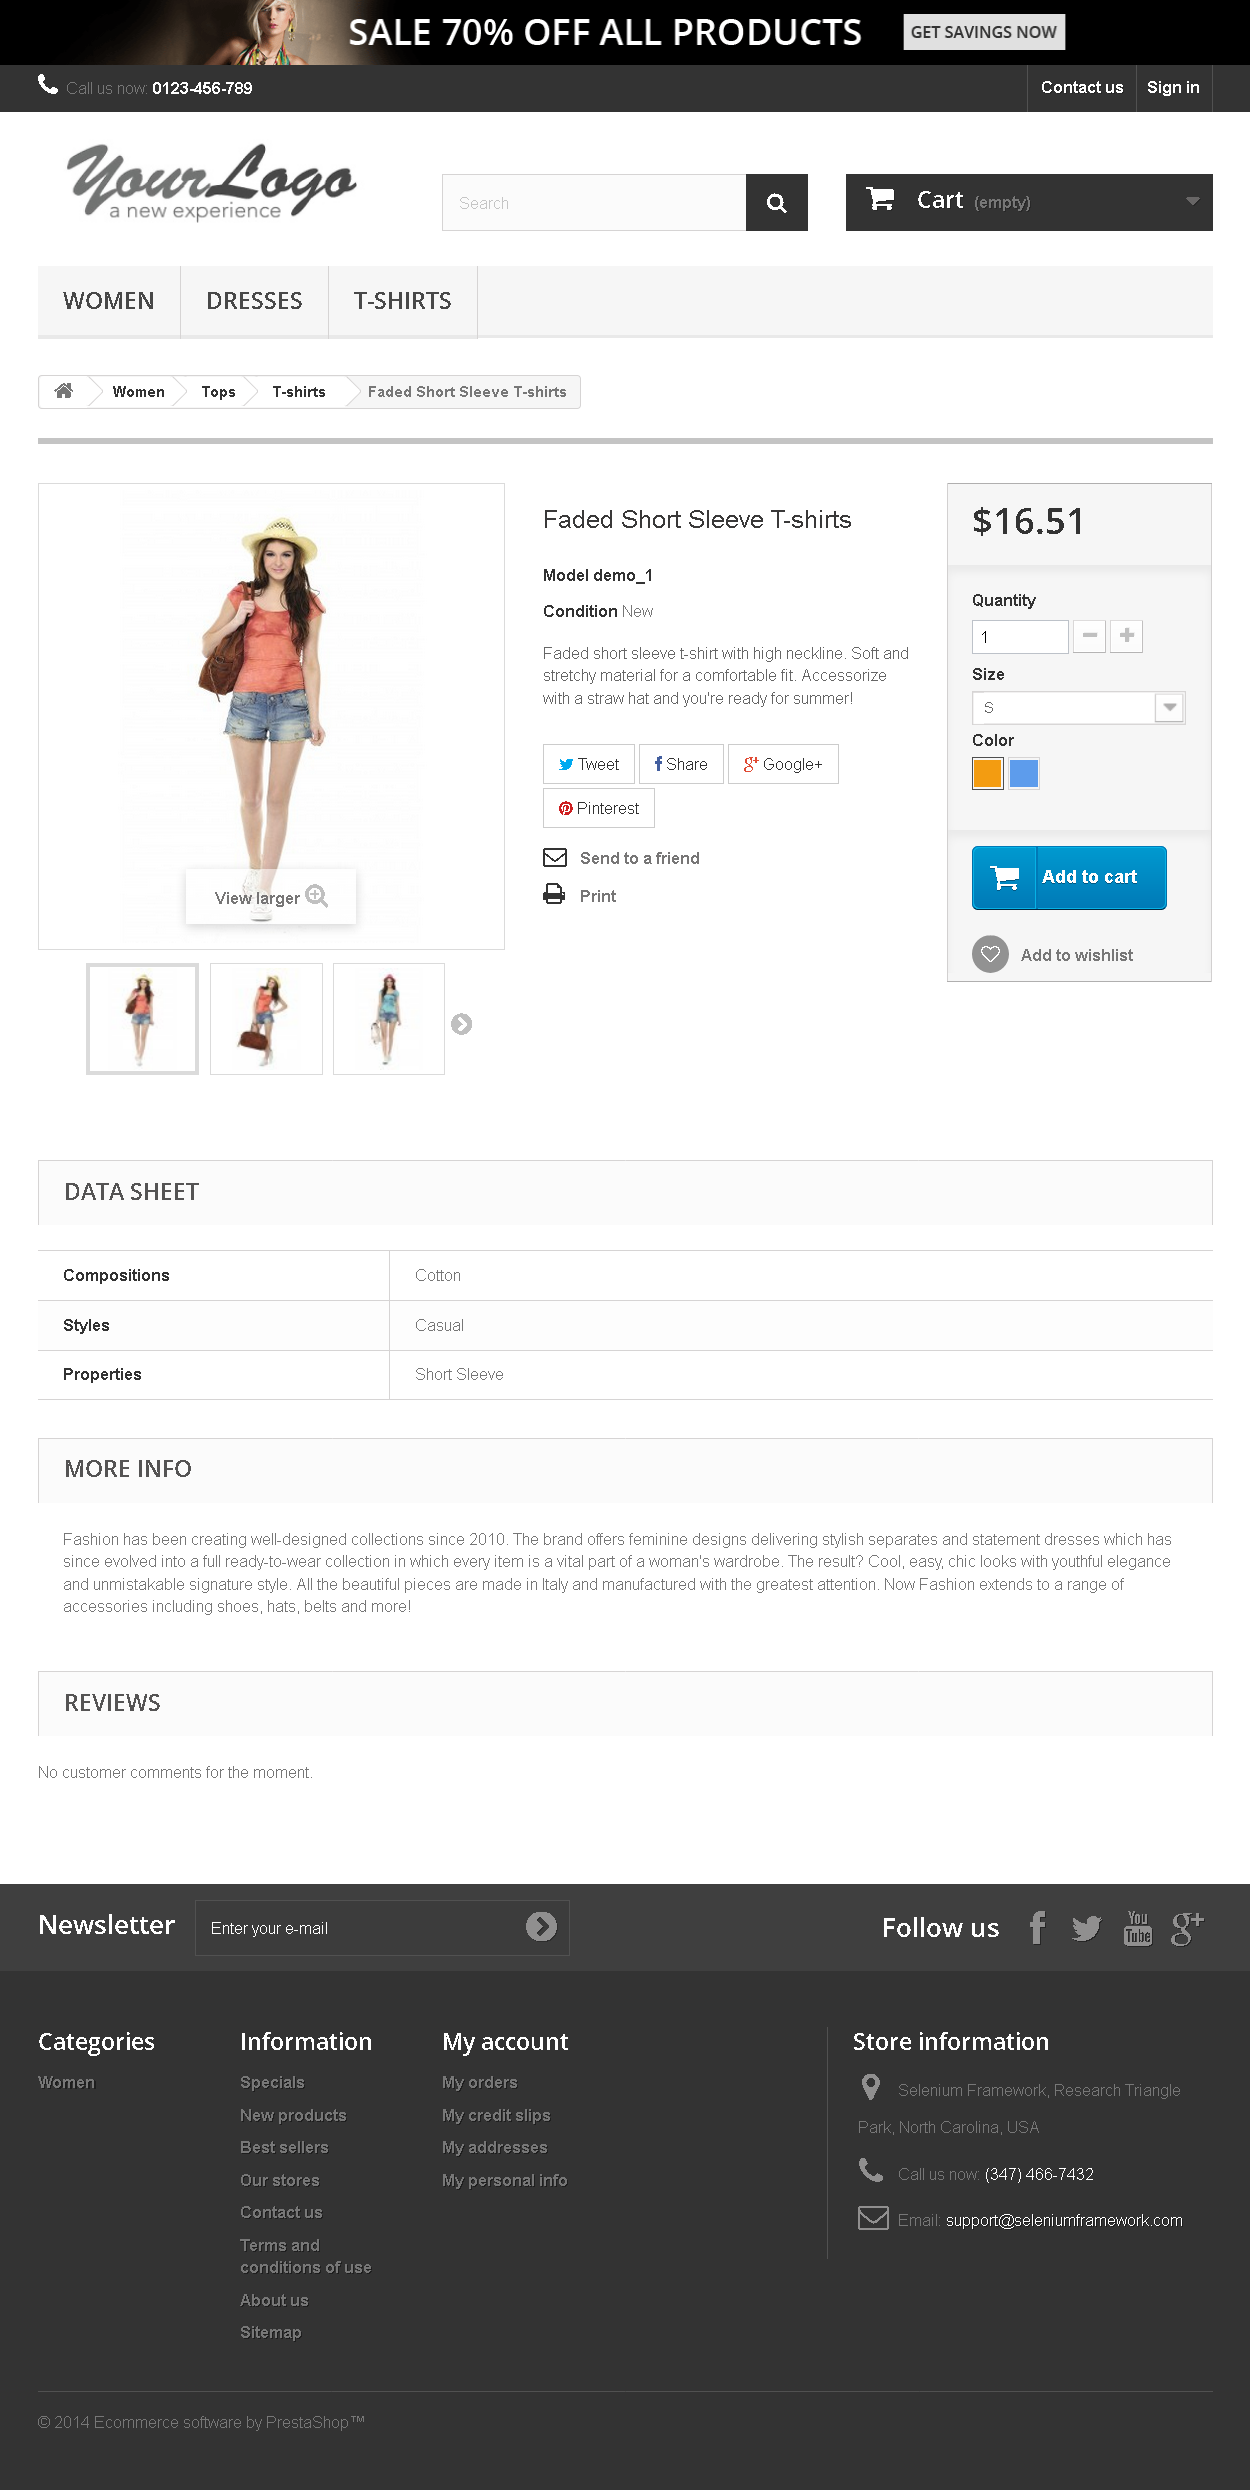 SALE 70% OFF ALL PRODUCTS GET SAVINGS NOW
Call us now: 0123-456-789 Contact us Sign in
YourLogo
a new experience
Search
Cart (empty)
WOMEN DRESSES T-SHIRTS
Women Tops T-shirts Faded Short Sleeve T-shirts
Faded Short Sleeve T-shirts
Model demo_1
Condition New
Faded short sleeve t-shirt with high neckline. Soft and
stretchy material for a comfortable fit. Accessorize
with a straw hat and you're ready for summer!
Tweet Share Google+
Pinterest
Send to a friend
Print
View larger
$16.51
Quantity
1
Size
S
Color
Add to cart
Add to wishlist
DATA SHEET
Compositions Cotton
Styles Casual
Properties Short Sleeve
MORE INFO
Fashion has been creating well-designed collections since 2010. The brand offers feminine designs delivering stylish separates and statement dresses which has
since evolved into a full ready-to-wear collection in which every item is a vital part of a woman's wardrobe. The result? Cool, easy, chic looks with youthful elegance
and unmistakable signature style. All the beautiful pieces are made in Italy and manufactured with the greatest attention. Now Fashion extends to a range of
accessories including shoes, hats, belts and more!
REVIEWS
No customer comments for the moment.
Newsletter Enter your e-mail Follow us You Tube
Categories
Women
Information
Specials
New products
Best sellers
Our stores
Contact us
Terms and
conditions of use
About us
Sitemap
My account
My orders
My credit slips
My addresses
My personal info
Store information
Selenium Framework, Research Triangle
Park, North Carolina, USA
Call us now: (347) 466-7432
Email: support@seleniumframework.com
© 2014 Ecommerce software by PrestaShop™